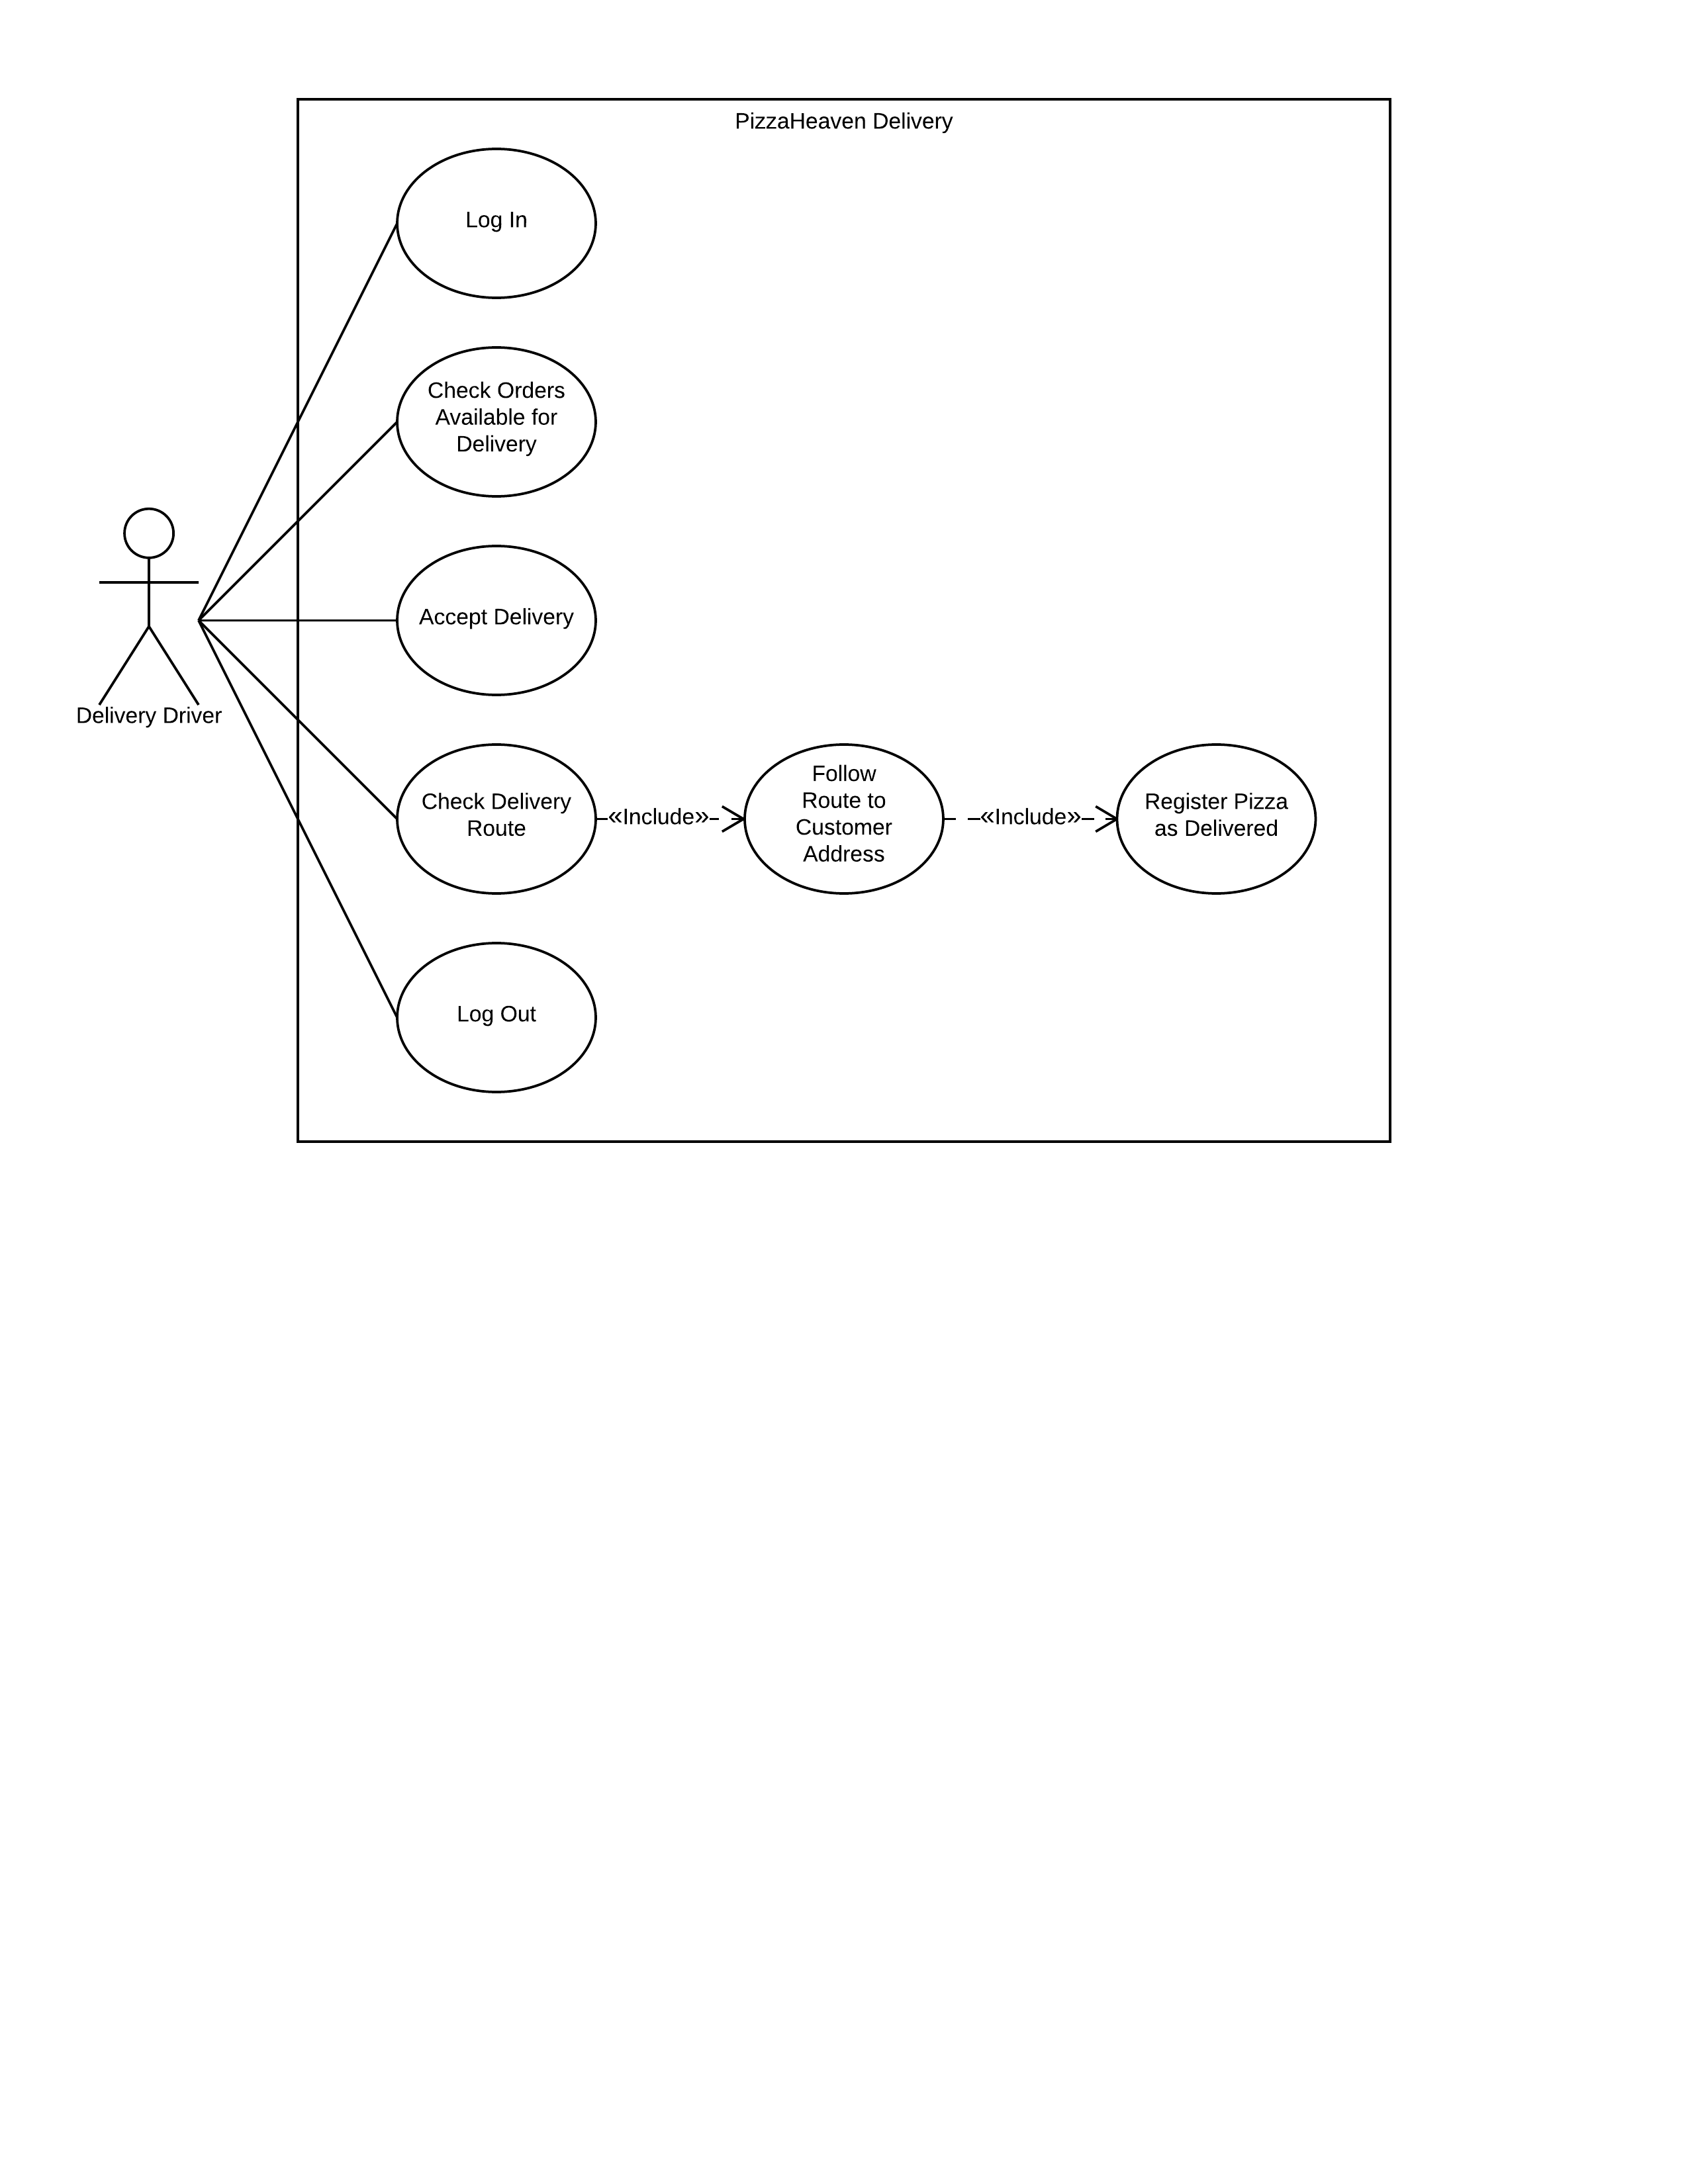 PizzaHeaven Delivery
Log In
Check Orders
Available for
Delivery
Accept Delivery
Delivery Driver
Check Delivery
Route
«Include»
Follow
Route to
Customer
Address
«Include»
Register Pizza
as Delivered
Log Out